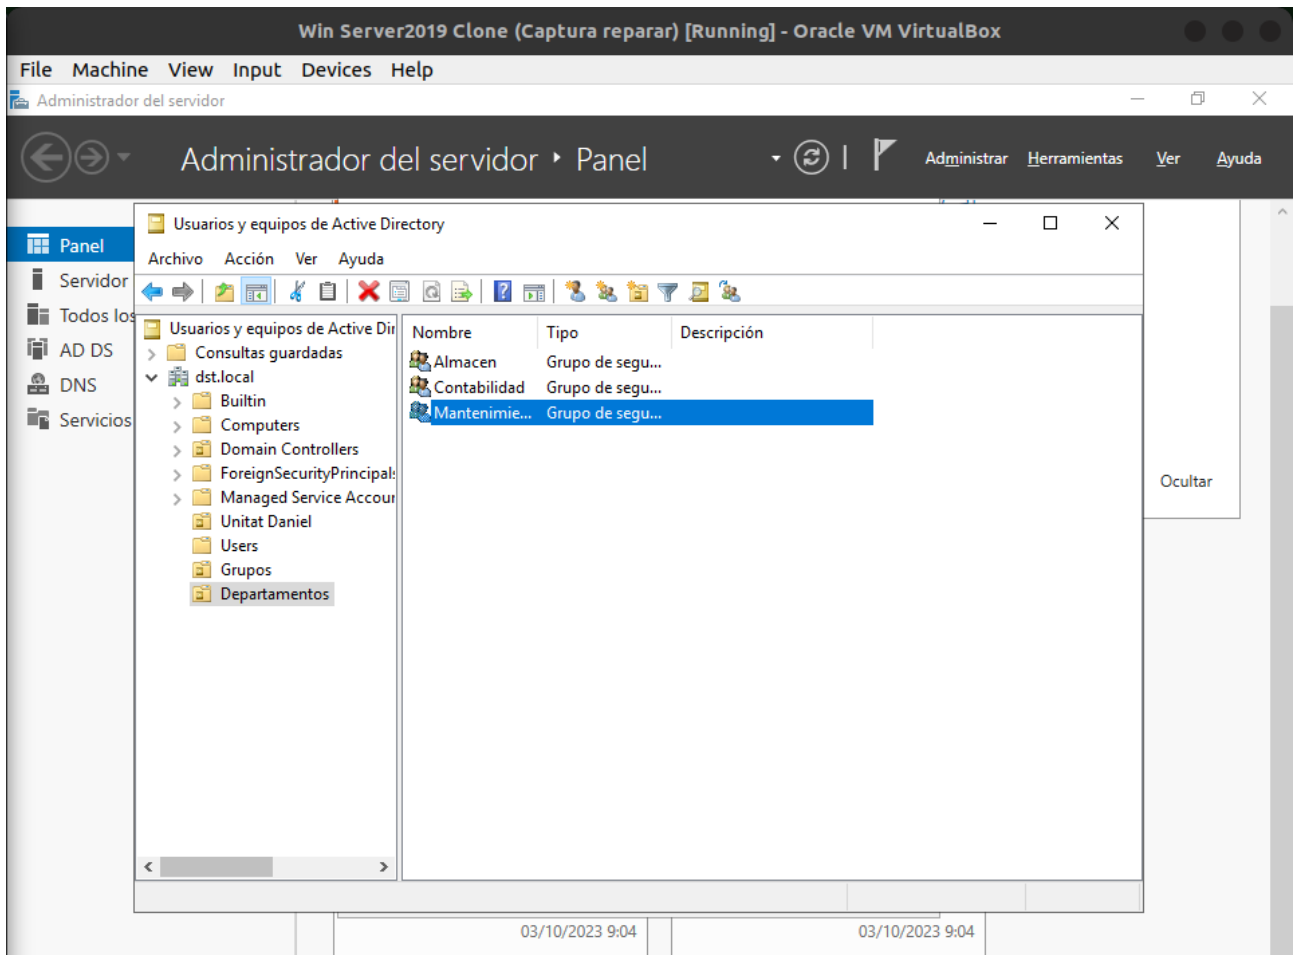 Win Server2019 Clone (Captura reparar) [Running] - Oracle VM VirtualBox
File Machine View Input Devices Help
Administrador del servidor
Administrador del servidor ‣ Panel
Administrar Herramientas Ver Ayuda
Panel
Servidor
Todos los
AD DS
DNS
Servicios
Usuarios y equipos de Active Directory
Archivo Acción Ver Ayuda
Usuarios y equipos de Active Dir
Consultas guardadas
dst.local
Builtin
Computers
Domain Controllers
ForeignSecurityPrincipals
Managed Service Accour
Unitat Daniel
Users
Grupos
Departamentos
Nombre Tipo Descripción
Almacen Grupo de segu...
Contabilidad Grupo de segu...
Mantenimie... Grupo de segu...
Ocultar
03/10/2023 9:04 03/10/2023 9:04